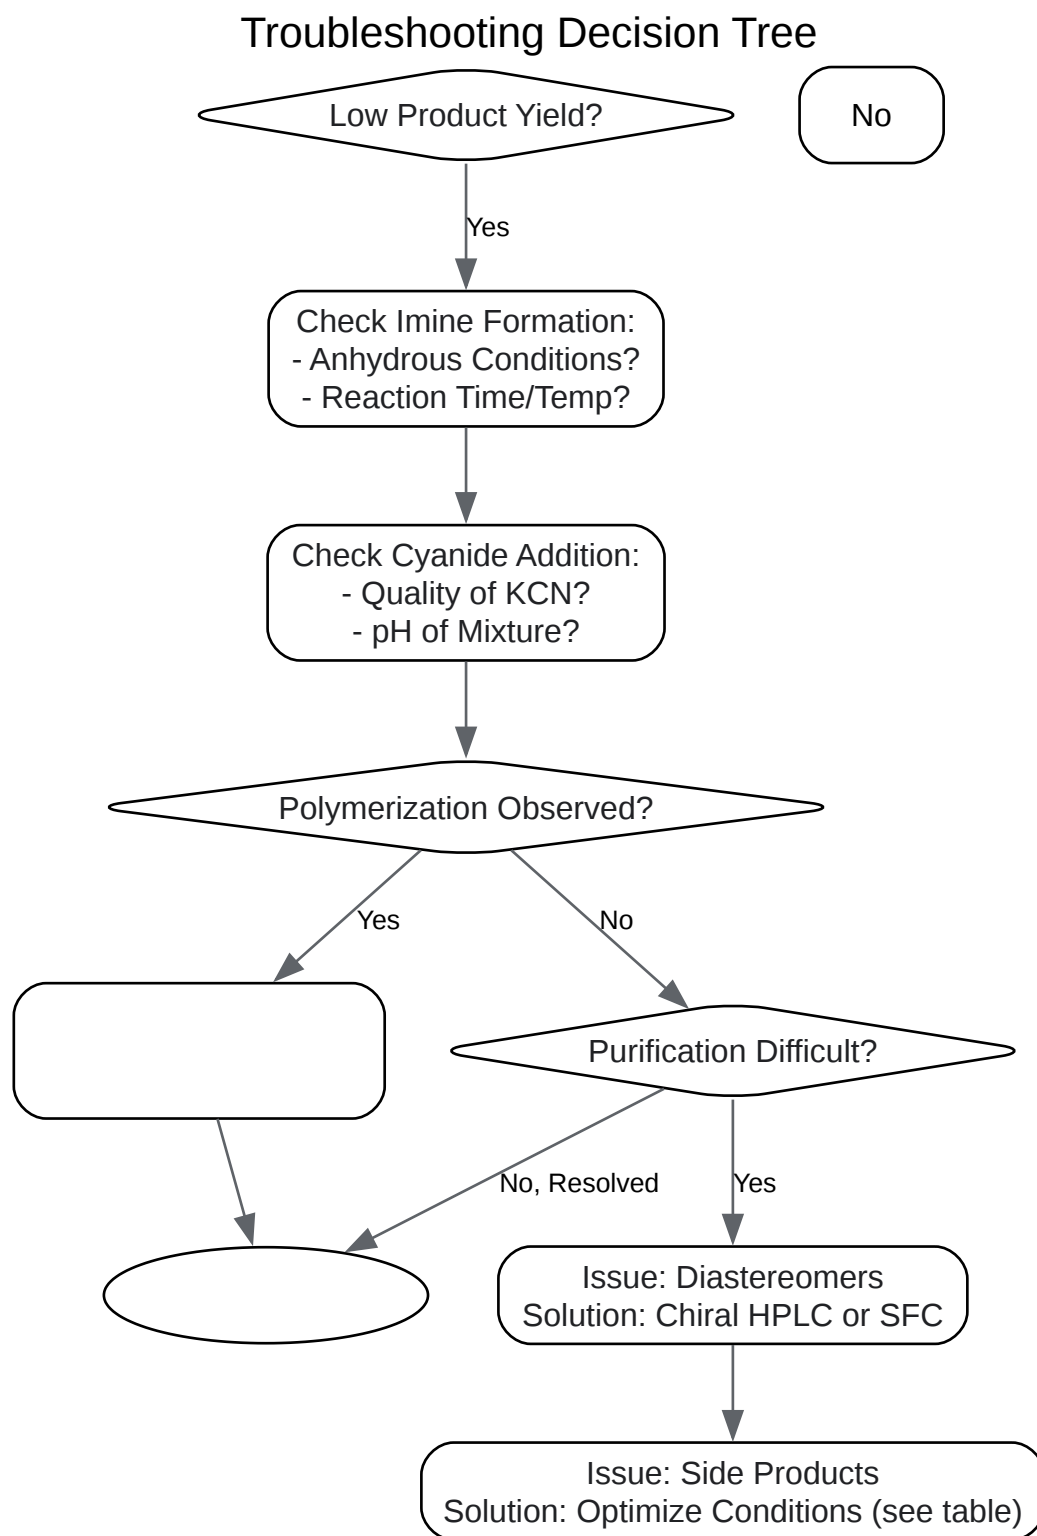 Troubleshooting Decision Tree
Low Product Yield?
No
Yes
Check Imine Formation:
- Anhydrous Conditions?
- Reaction Time/Temp?
Check Cyanide Addition:
- Quality of KCN?
- pH of Mixture?
Polymerization Observed?
Yes
No
Purification Difficult?
No, Resolved
Yes
Issue: Diastereomers
Solution: Chiral HPLC or SFC
Issue: Side Products
Solution: Optimize Conditions (see table)